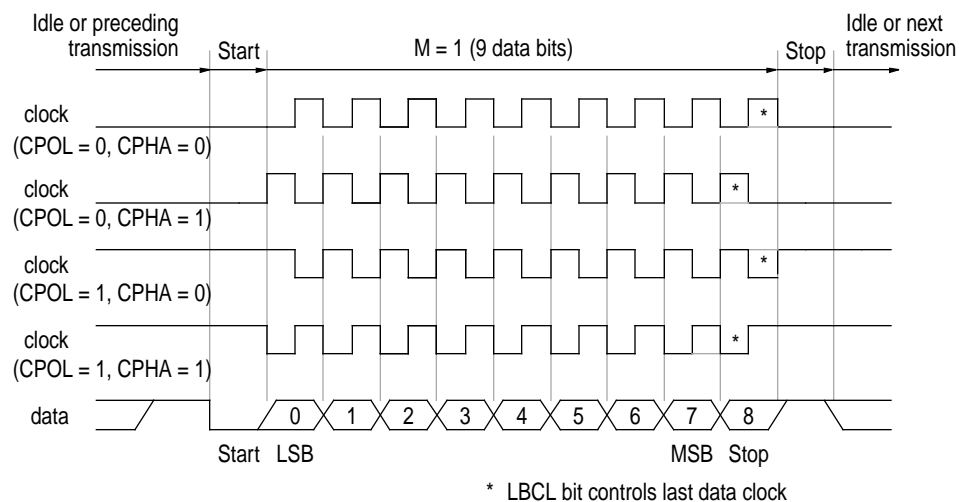 Idle or preceding
transmission
Start
M = 1 (9 data bits)
Stop
Idle or next
transmission
clock
(CPOL = 0, CPHA = 0)
*
clock
(CPOL = 0, CPHA = 1)
*
clock
(CPOL = 1, CPHA = 0)
*
clock
(CPOL = 1, CPHA = 1)
*
data
0 1 2 3 4 5 6 7 8
Start LSB MSB Stop
* LBCL bit controls last data clock